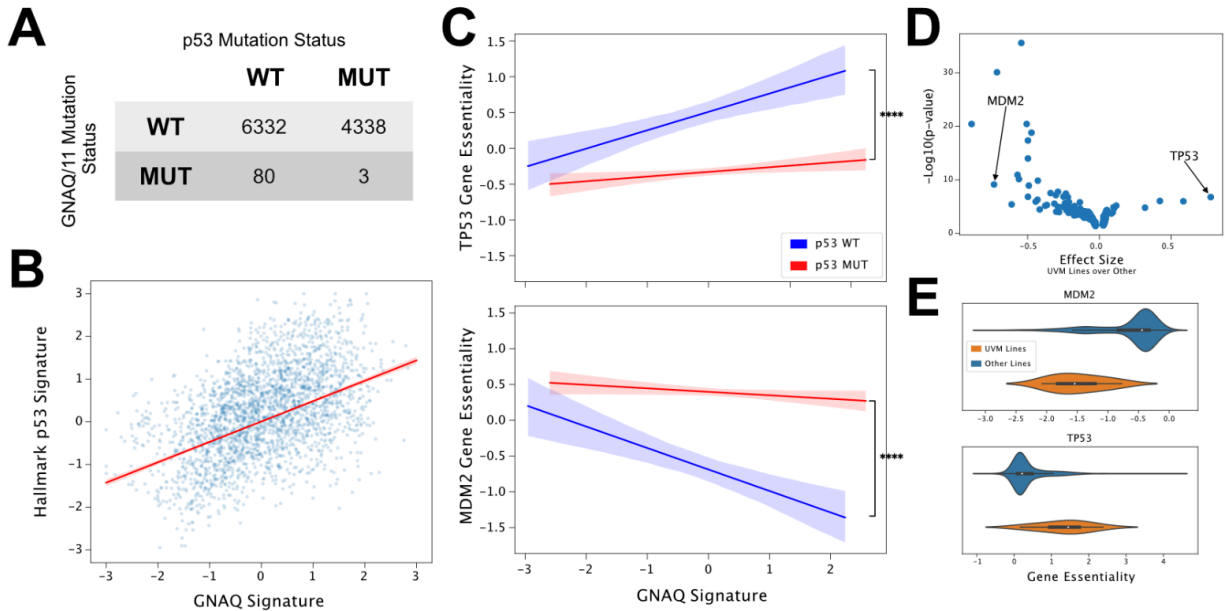 A
p53 Mutation Status
WT MUT
GNAQ/11 Mutation
Status
WT 6332 4338
MUT 80 3
B
Hallmark p53 Signature
3
2
1
0
−1
−2
−3
−3 −2 −1 0 1 2 3
GNAQ Signature
C
TP53 Gene Essentiality
1.5
1.0
0.5
0.0
−0.5
−1.0
−1.5
****
p53 WT
p53 MUT
MDM2 Gene Essentiality
1.5
1.0
0.5
0.0
−0.5
−1.0
−1.5
****
−3 −2 −1 0 1 2
GNAQ Signature
D
−Log10(p-value)
30
20
10
0
MDM2
TP53
−0.5 0.0 0.5
Effect Size
UVM Lines over Other
E
MDM2
UVM Lines
Other Lines
−3.0 −2.5 −2.0 −1.5 −1.0 −0.5 0.0
TP53
−1 0 1 2 3 4
Gene Essentiality